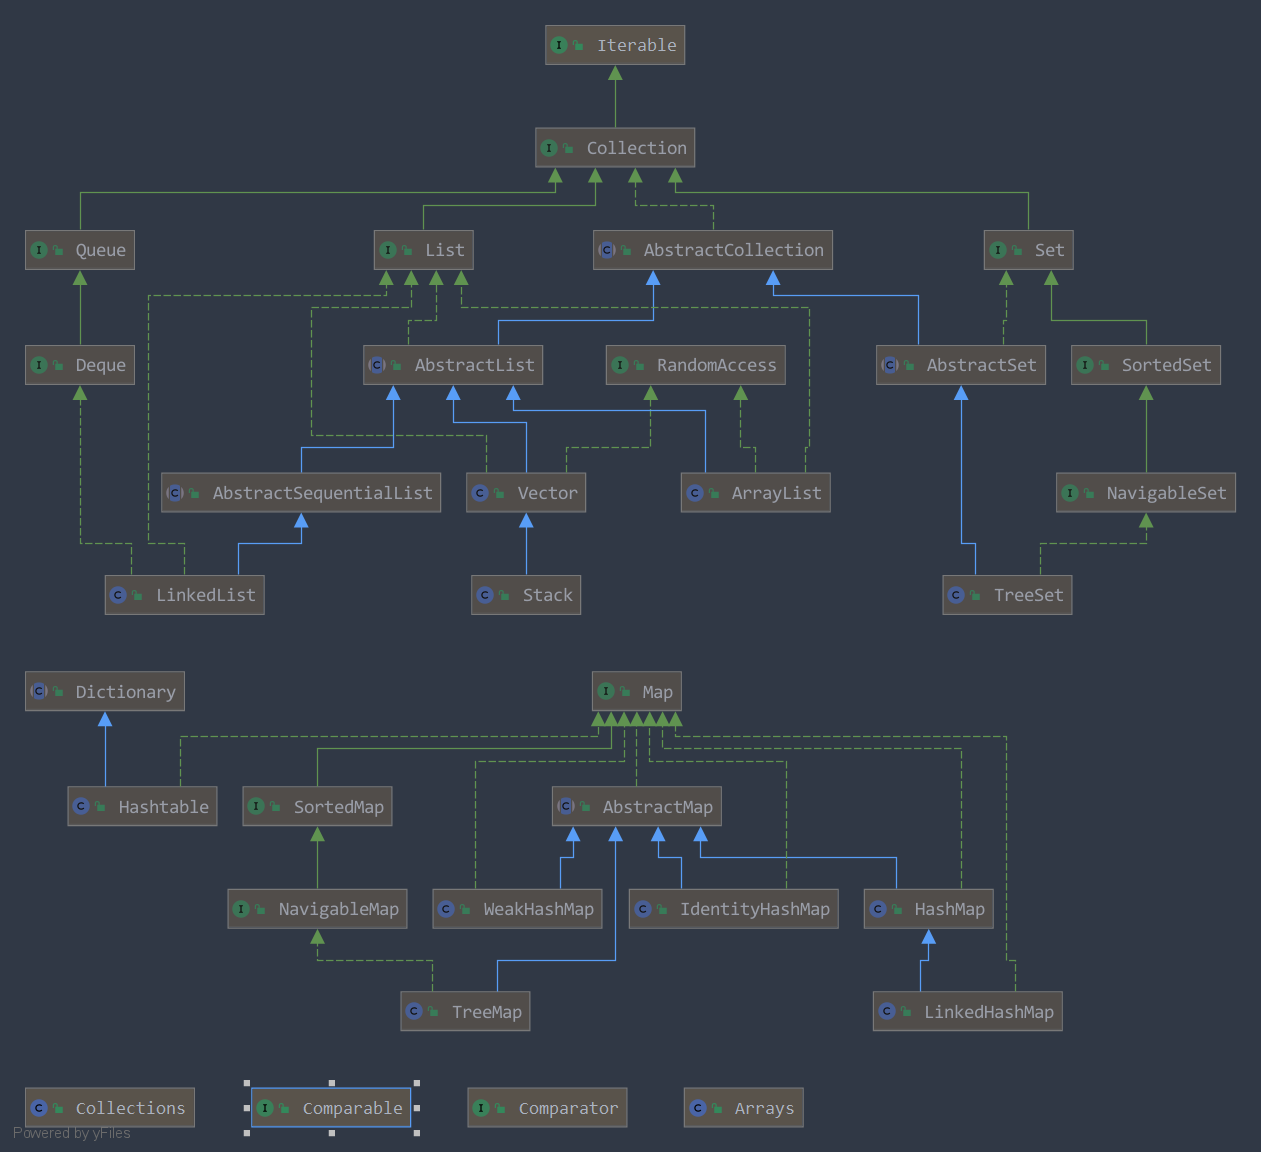 Iterable
Collection
Queue
List
AbstractCollection
Set
Deque
AbstractList
RandomAccess
AbstractSet
SortedSet
AbstractSequentialList
Vector
ArrayList
NavigableSet
LinkedList
Stack
TreeSet
Dictionary
Map
Hashtable
SortedMap
AbstractMap
NavigableMap
WeakHashMap
IdentityHashMap
HashMap
TreeMap
LinkedHashMap
Collections
Comparable
Comparator
Arrays
Powered by yFiles